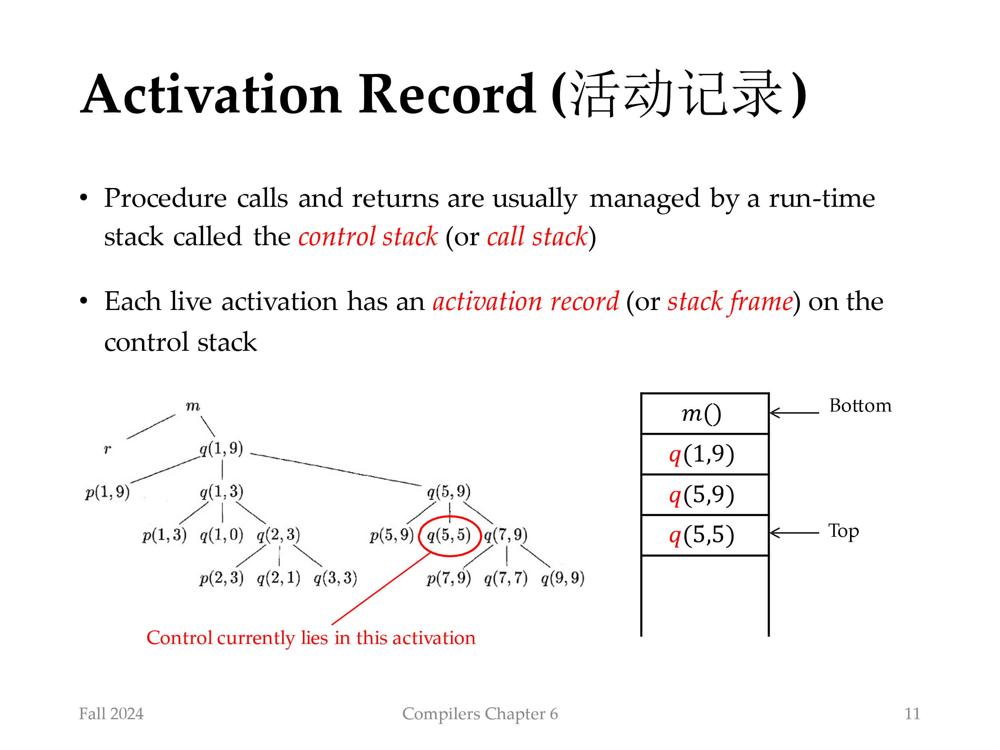 Activation Record (活动记录)
• Procedure calls and returns are usually managed by a run-time
stack called the control stack (or call stack)
• Each live activation has an activation record (or stack frame) on the
control stack
m
r q(1, 9)
p(1, 9) q(1, 3) q(5, 9)
p(1, 3) q(1, 0) q(2, 3) p(5, 9) q(5, 5) q(7, 9)
p(2, 3) q(2, 1) q(3, 3) p(7, 9) q(7, 7) q(9, 9)
Control currently lies in this activation
m() Bottom
q(1,9)
q(5,9)
q(5,5) Top
Fall 2024 Compilers Chapter 6 11